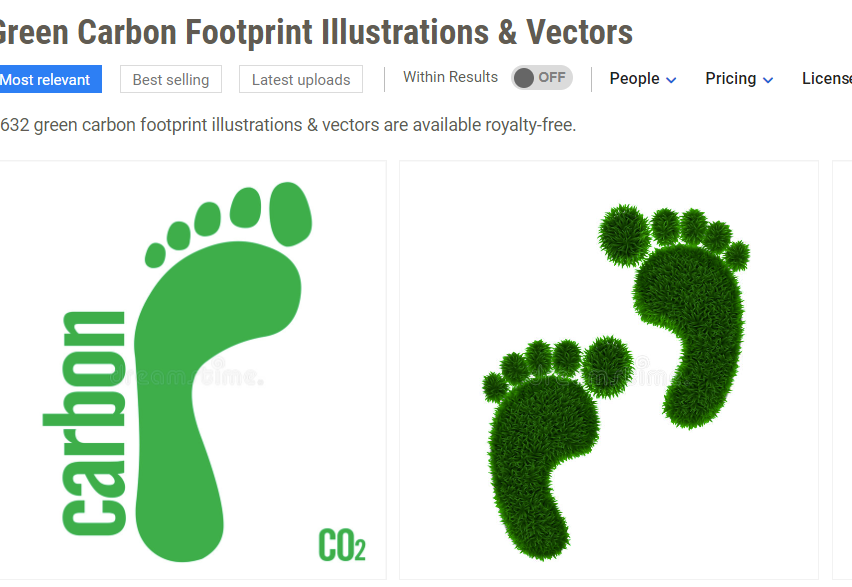 Green Carbon Footprint Illustrations & Vectors
Most relevant
Best selling
Latest uploads
Within Results
OFF
People
Pricing
License
632 green carbon footprint illustrations & vectors are available royalty-free.
carbon
CO2
dreamstime.